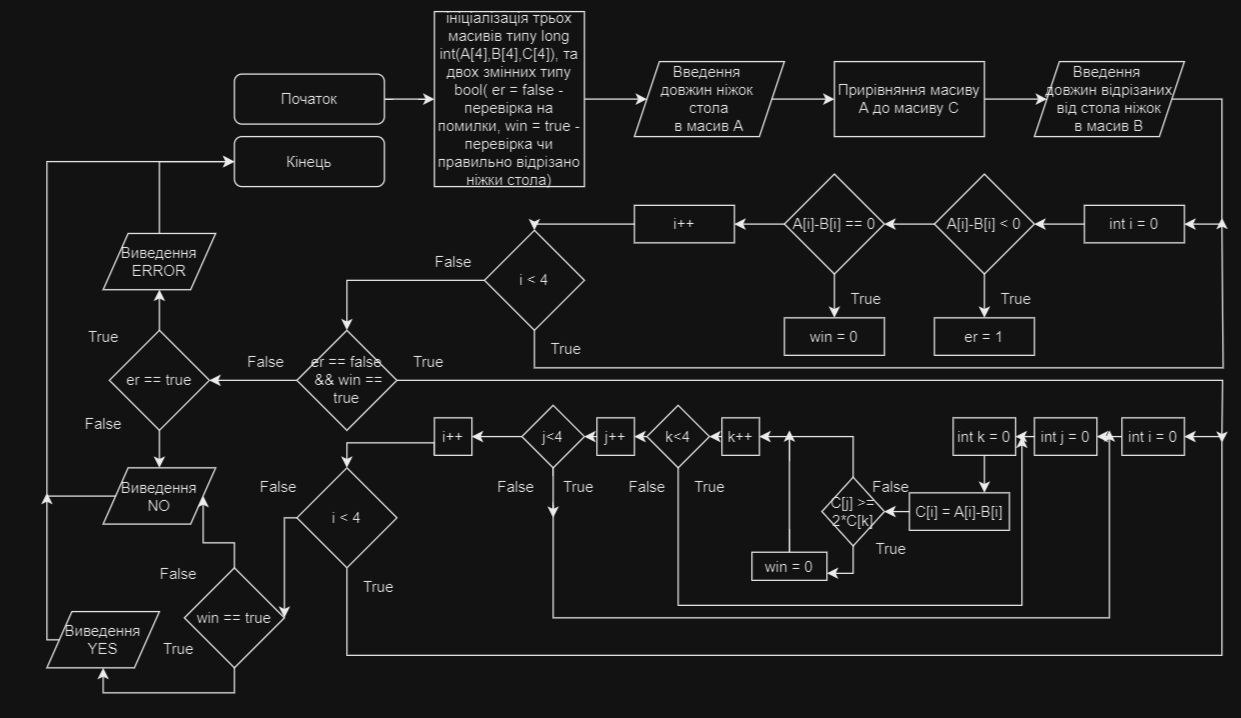 Початок
Кінець
ініціалізація трьох
масивів типу long
int(A[4],B[4],C[4]), та
двох змінних типу
bool( er = false -
перевірка на
помилки, win = true -
перевірка чи
правильно відрізано
ніжки стола)
Введення
довжин ніжок
стола
в масив A
Прирівняння масиву
A до масиву C
Введення
довжин відрізаних
від стола ніжок
в масив B
int i = 0
A[i]-B[i] < 0
True
er = 1
A[i]-B[i] == 0
True
win = 0
i++
i < 4
False
True
er == false
&& win ==
true
False
True
er == true
True
False
Виведення
ERROR
Виведення
NO
int i = 0
int j = 0
int k = 0
C[i] = A[i]-B[i]
C[j] >=
2*C[k]
False
True
win = 0
k++
k<4
False
True
j++
j<4
False
True
i++
i < 4
False
True
win == true
False
True
Виведення
YES